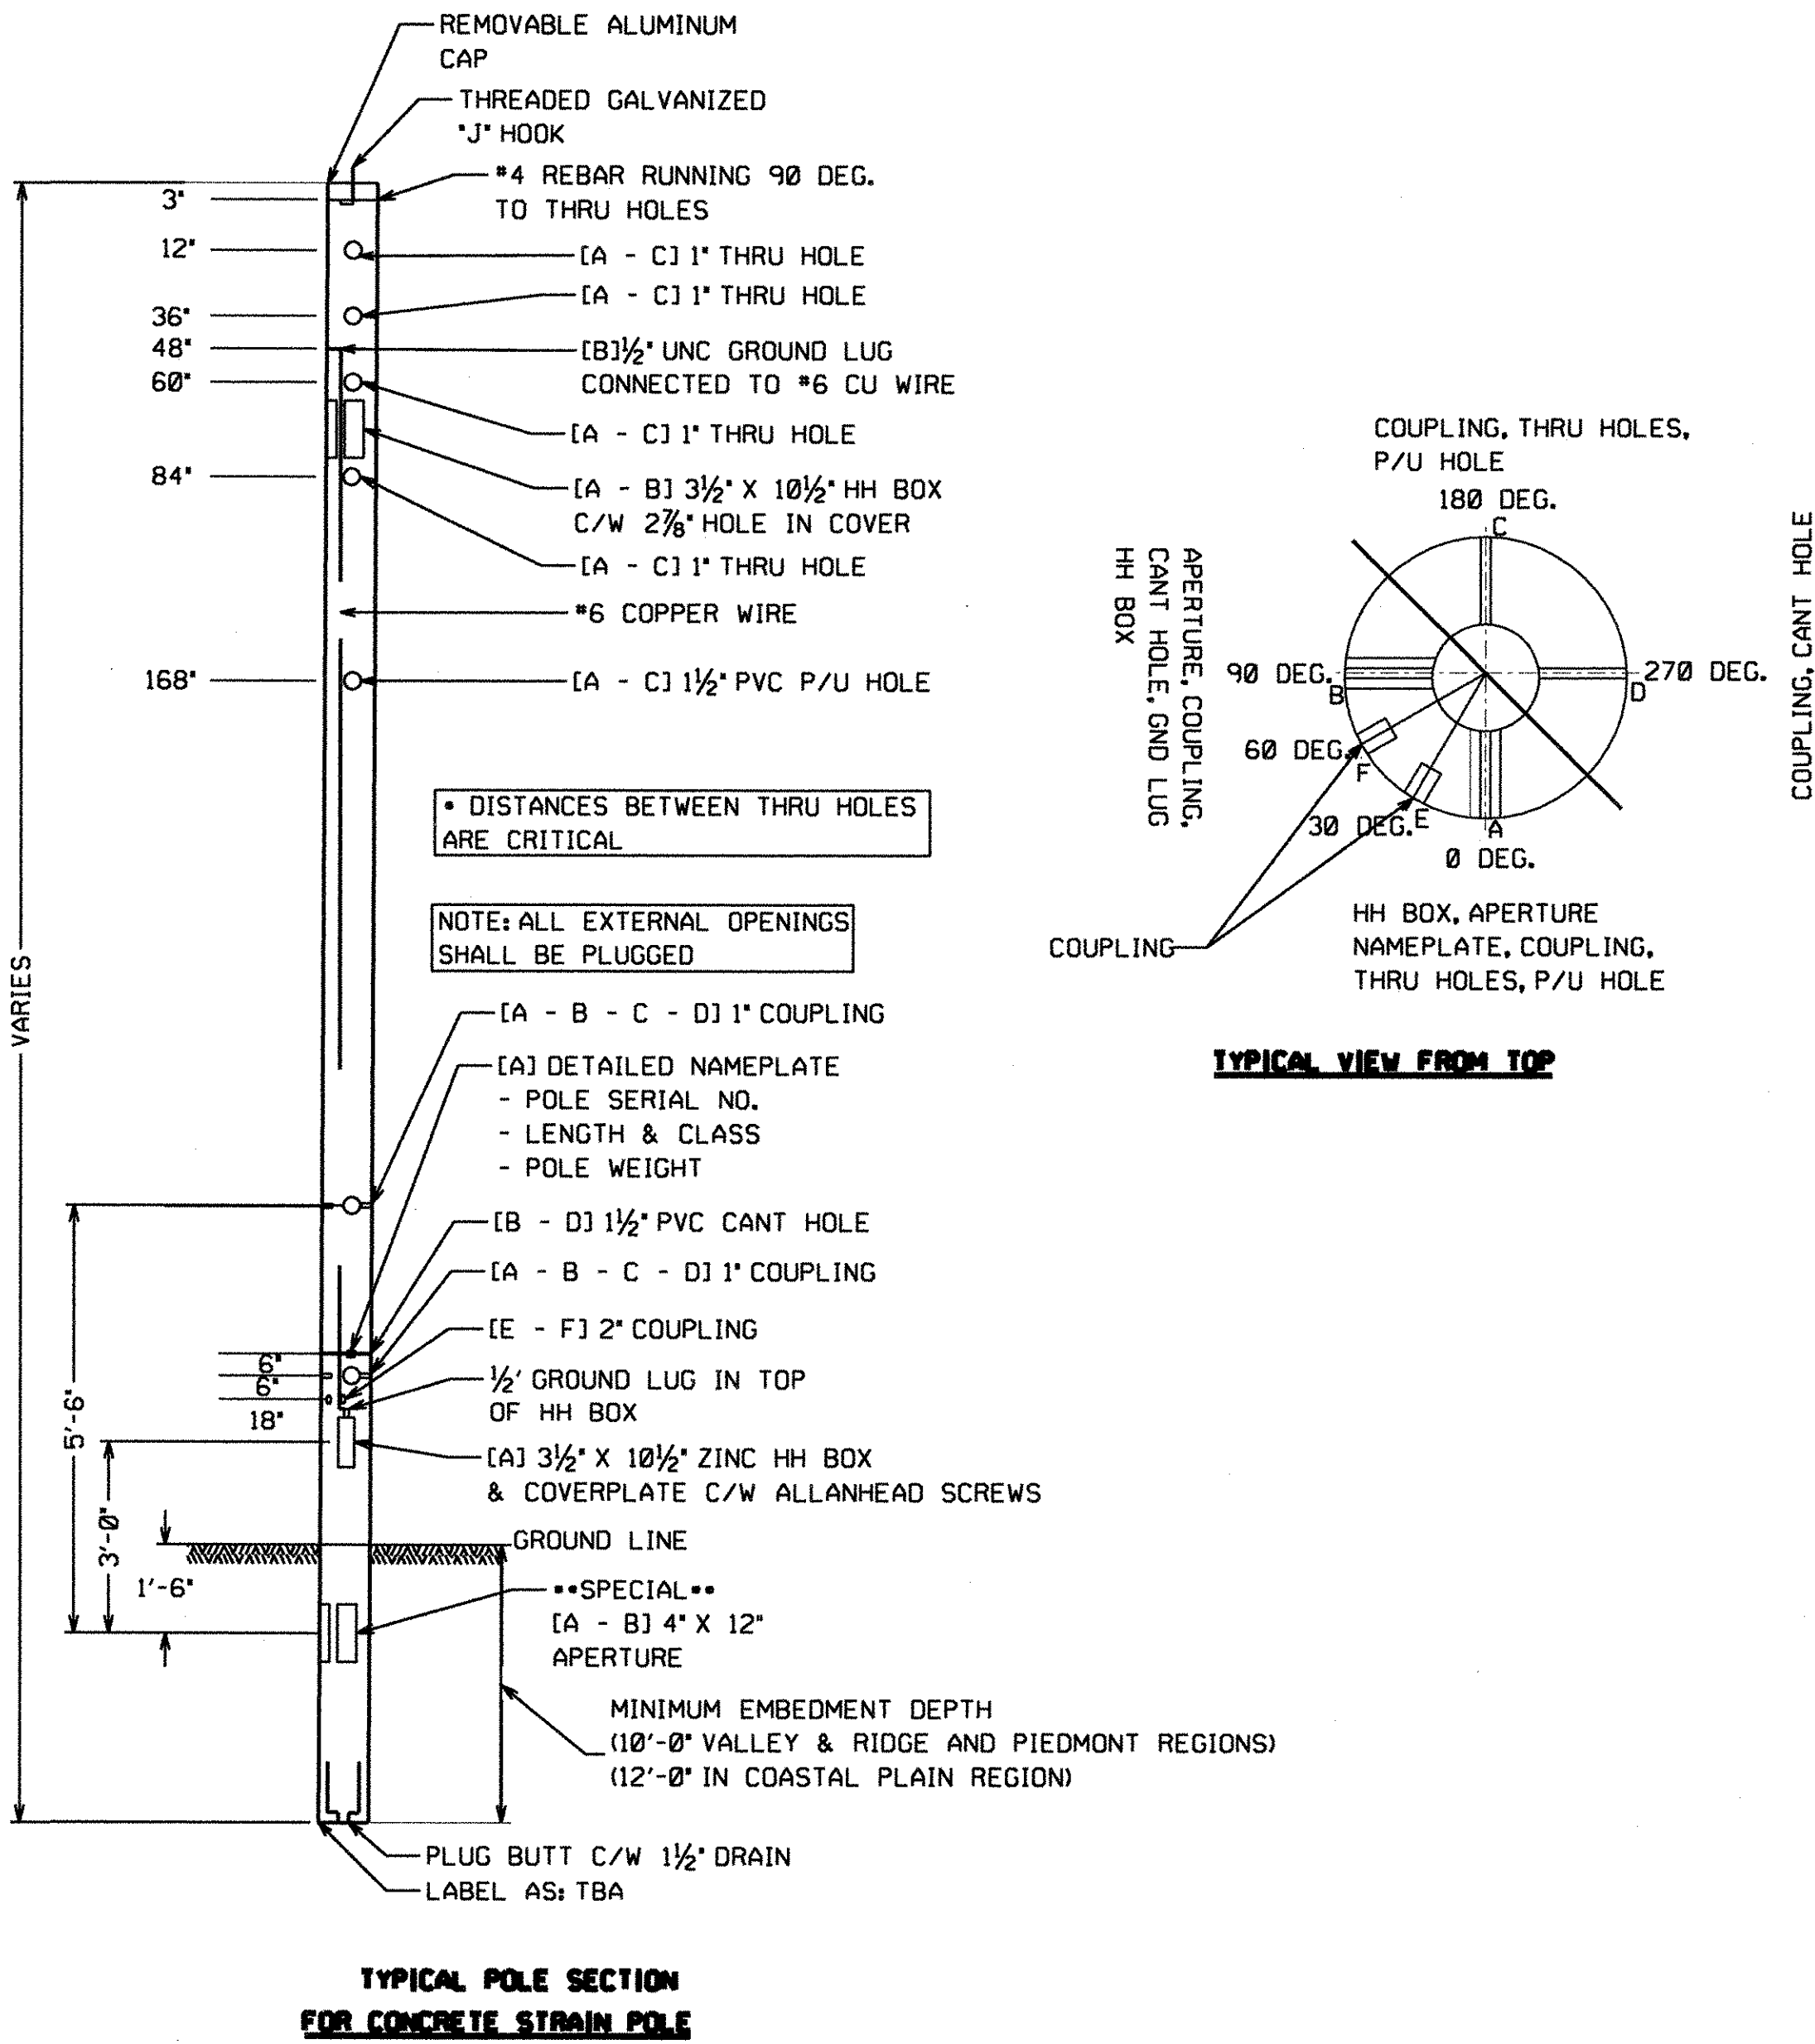 REMOVABLE ALUMINUM
CAP
THREADED GALVANIZED
"J" HOOK
#4 REBAR RUNNING 90 DEG.
TO THRU HOLES
3"
12"
[A - C] 1" THRU HOLE
[A - C] 1" THRU HOLE
36"
48"
[B] ½" UNC GROUND LUG
CONNECTED TO #6 CU WIRE
60"
[A - C] 1" THRU HOLE
84"
[A - B] 3½" X 10½" HH BOX
C/W 2⅞" HOLE IN COVER
[A - C] 1" THRU HOLE
#6 COPPER WIRE
168"
[A - C] 1½" PVC P/U HOLE
* DISTANCES BETWEEN THRU HOLES
ARE CRITICAL
NOTE: ALL EXTERNAL OPENINGS
SHALL BE PLUGGED
VARIES
[A - B - C - D] 1" COUPLING
[A] DETAILED NAMEPLATE
- POLE SERIAL NO.
- LENGTH & CLASS
- POLE WEIGHT
[B - D] 1½" PVC CANT HOLE
[A - B - C - D] 1" COUPLING
[E - F] 2" COUPLING
6"
6"
18"
½' GROUND LUG IN TOP
OF HH BOX
5'-6"
[A] 3½" X 10½" ZINC HH BOX
& COVERPLATE C/W ALLANHEAD SCREWS
3'-0"
GROUND LINE
1'-6"
**SPECIAL**
[A - B] 4" X 12"
APERTURE
MINIMUM EMBEDMENT DEPTH
(10'-0" VALLEY & RIDGE AND PIEDMONT REGIONS)
(12'-0" IN COASTAL PLAIN REGION)
PLUG BUTT C/W 1½" DRAIN
LABEL AS: TBA
TYPICAL POLE SECTION
FOR CONCRETE STRAIN POLE
COUPLING, THRU HOLES,
P/U HOLE
180 DEG.
C
APERTURE, COUPLING,
CANT HOLE, GND LUG
HH BOX
90 DEG.
B
270 DEG.
D
COUPLING, CANT HOLE
60 DEG.
F
30 DEG.
E
A
0 DEG.
COUPLING
HH BOX, APERTURE
NAMEPLATE, COUPLING,
THRU HOLES, P/U HOLE
TYPICAL VIEW FROM TOP